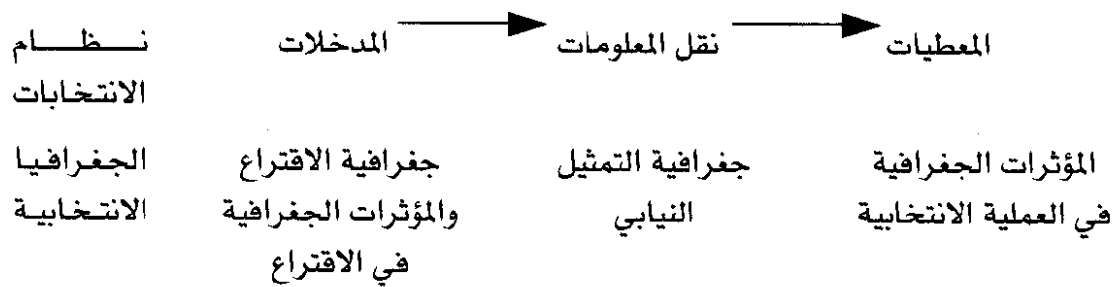 نظام المدخلات نقل المعلومات المعطيات
الانتخابات
الجغرافيا جغرافية الاقتراع جغرافية التمثيل المؤثرات الجغرافية
الانتخابية والمؤثرات الجغرافية النيابي في العملية الانتخابية
في الاقتراع